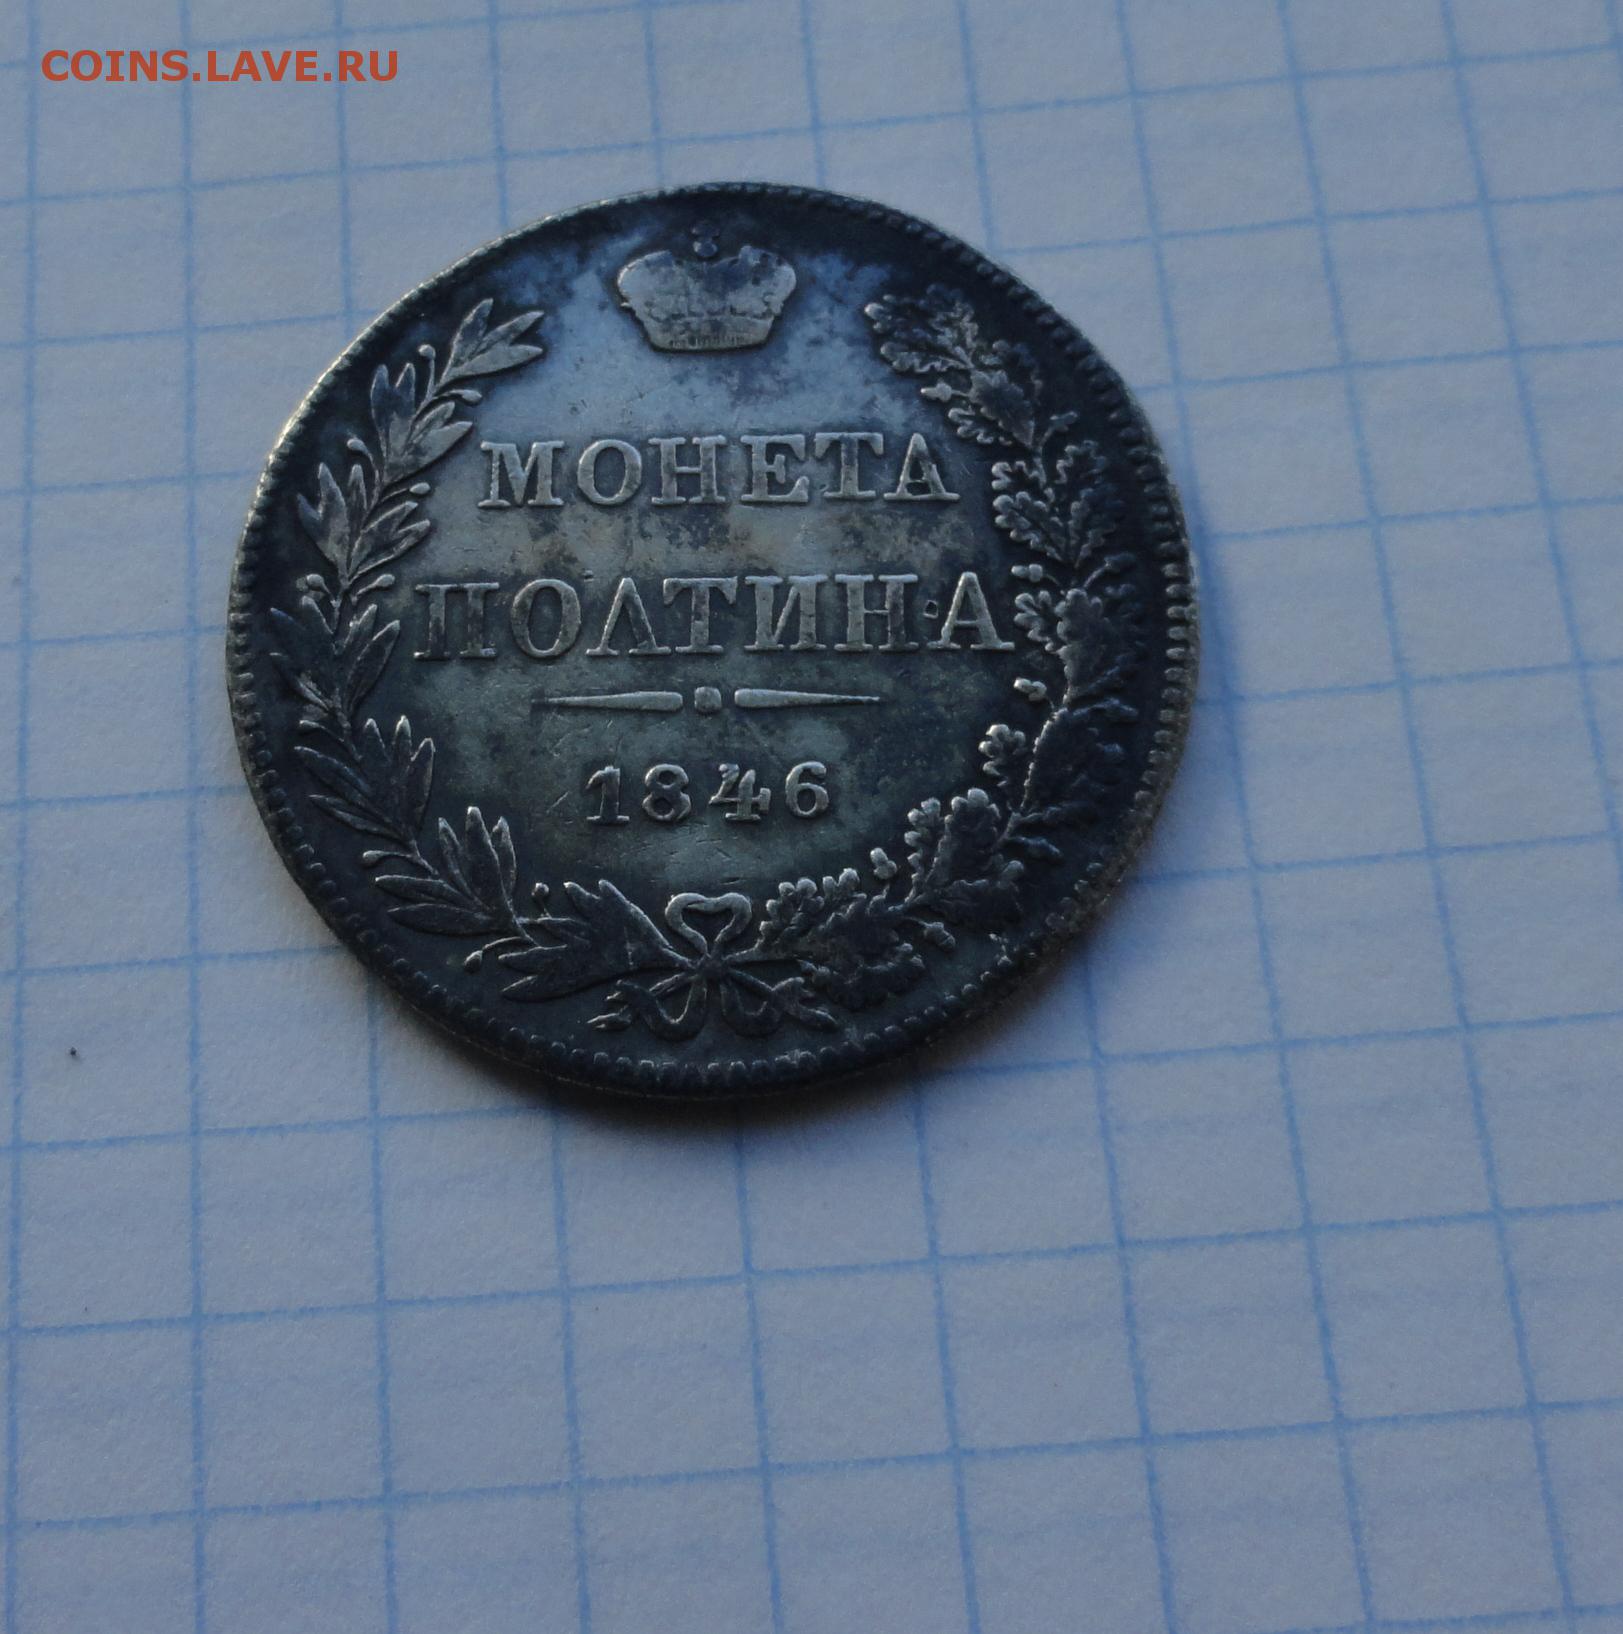 COINS.LAVE.RU
МОНЕТА
ПОЛТИНА
1846